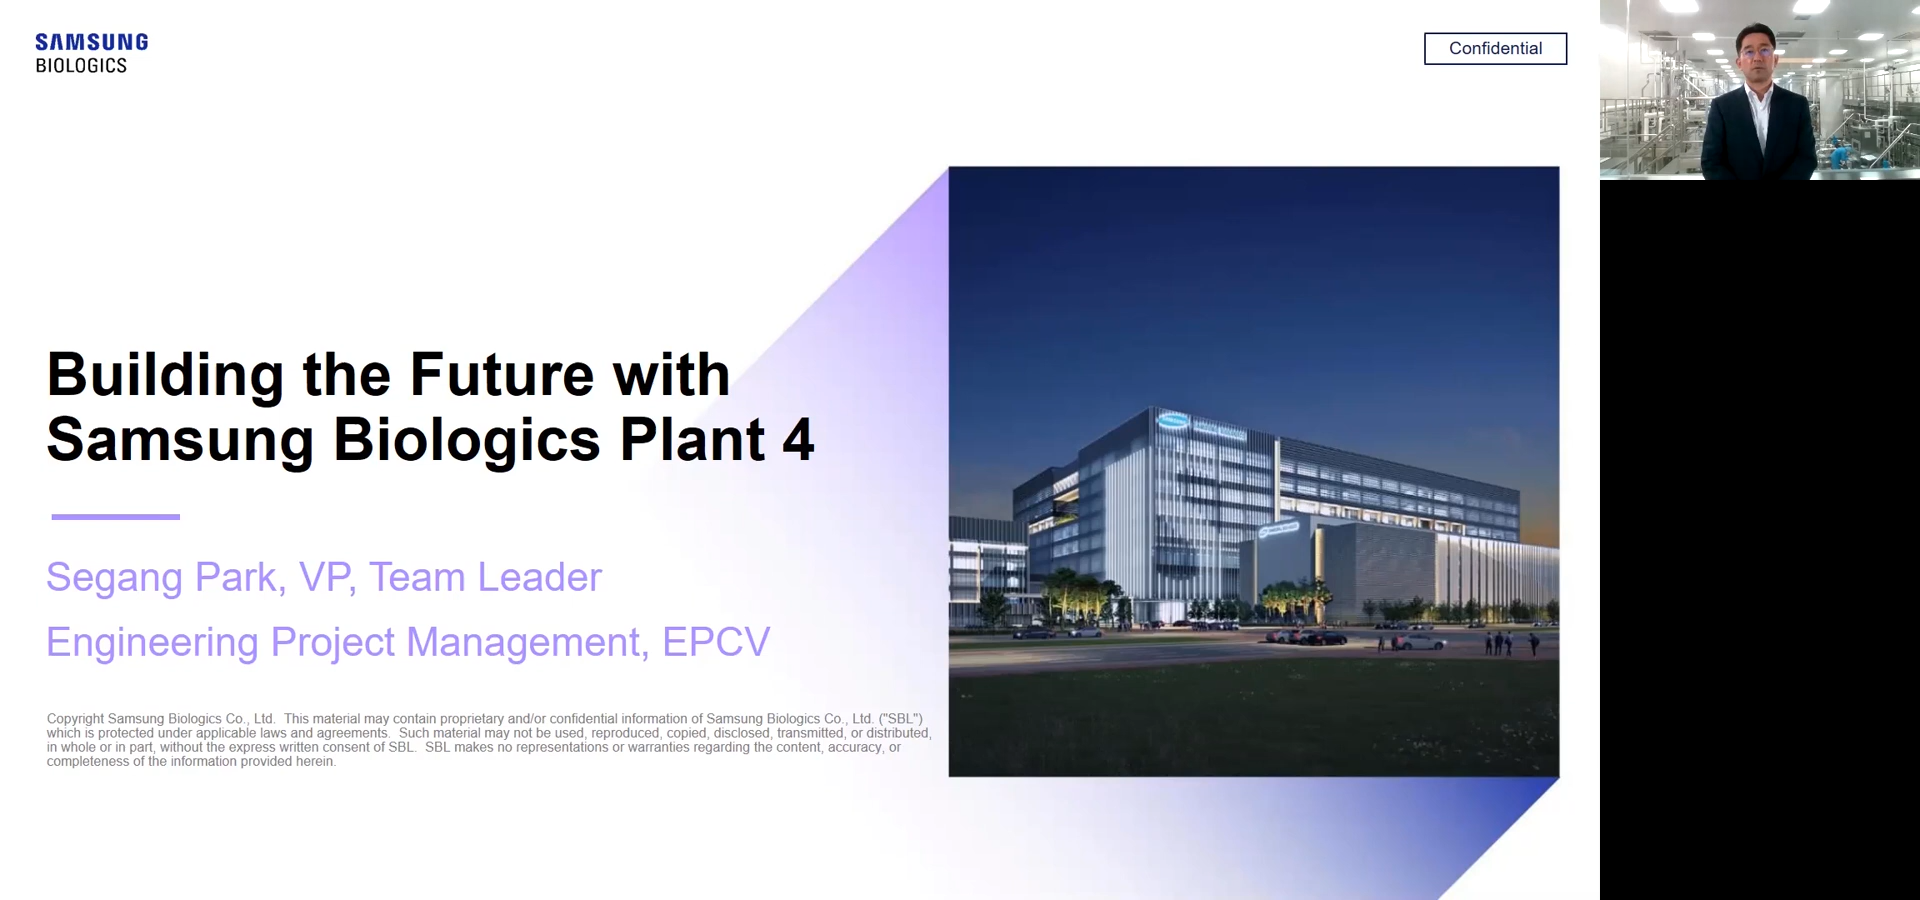 SAMSUNG
BIOLOGICS
Confidential
Building the Future with
Samsung Biologics Plant 4
Segang Park, VP, Team Leader
Engineering Project Management, EPCV
Copyright Samsung Biologics Co., Ltd.  This material may contain proprietary and/or confidential information of Samsung Biologics Co., Ltd. ("SBL")
which is protected under applicable laws and agreements.  Such material may not be used, reproduced, copied, disclosed, transmitted, or distributed,
in whole or in part, without the express written consent of SBL.  SBL makes no representations or warranties regarding the content, accuracy, or
completeness of the information provided herein.